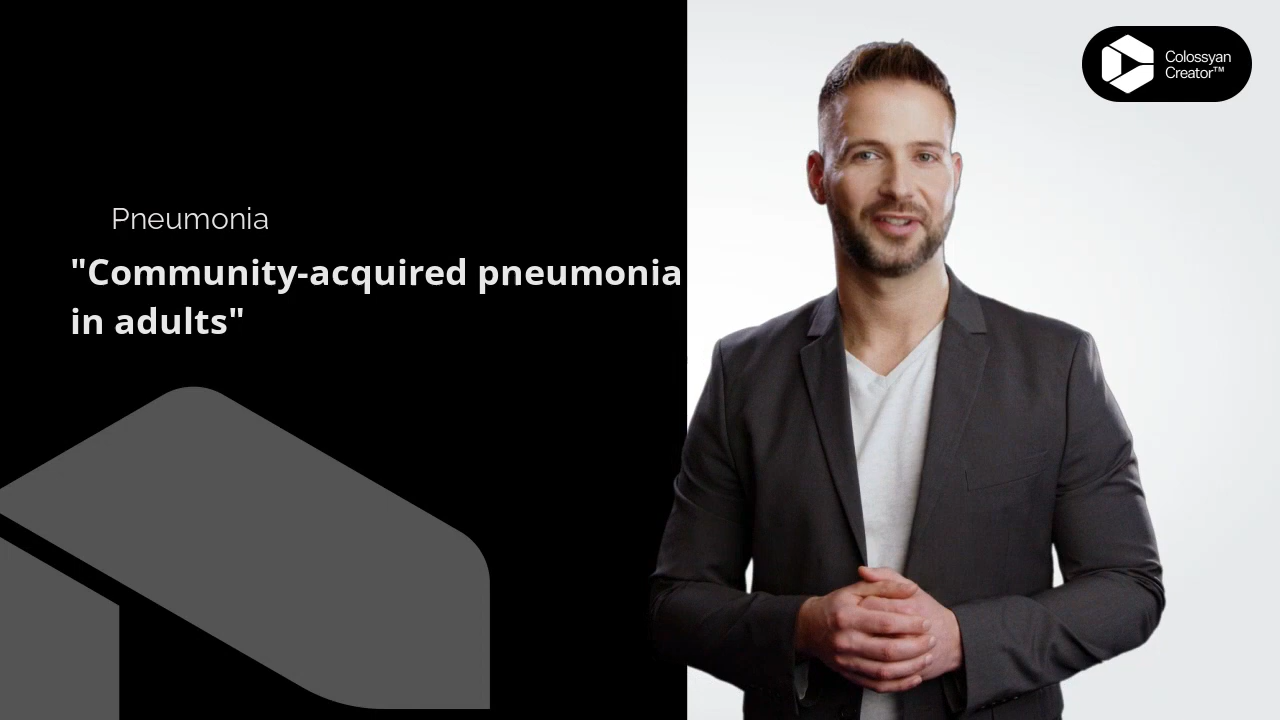 Pneumonia
"Community-acquired pneumonia
in adults"
Colossyan
Creator™